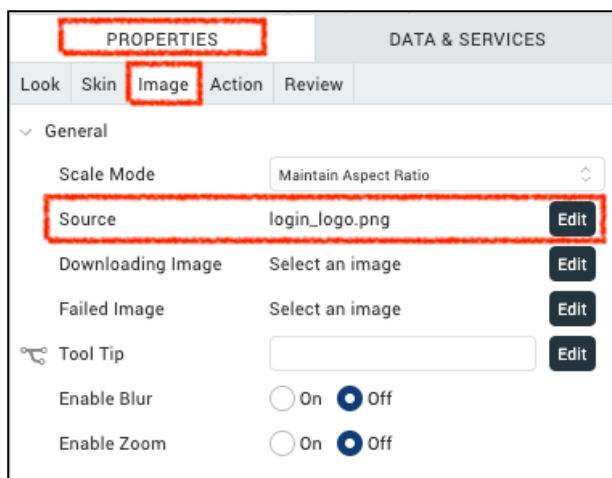 PROPERTIES DATA & SERVICES
Look Skin Image Action Review
General
Scale Mode Maintain Aspect Ratio
Source login_logo.png Edit
Downloading Image Select an image Edit
Failed Image Select an image Edit
Tool Tip Edit
Enable Blur On Off
Enable Zoom On Off